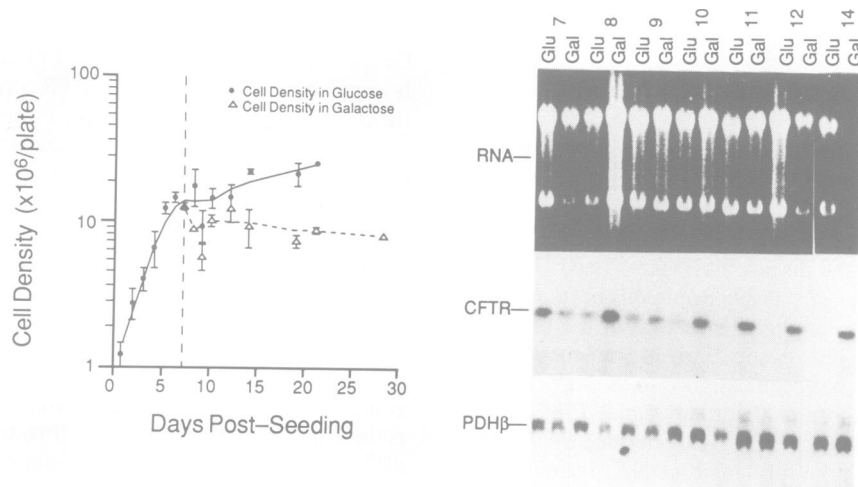 100
10
1
0
5
10
15
20
25
30
Cell Density (x10⁶/plate)
Days Post–Seeding
Cell Density in Glucose
Cell Density in Galactose
7
8
9
10
11
12
14
Glu
Gal
Glu
Gal
Glu
Gal
Glu
Gal
Glu
Gal
Glu
Gal
Glu
Gal
RNA
CFTR
PDHβ